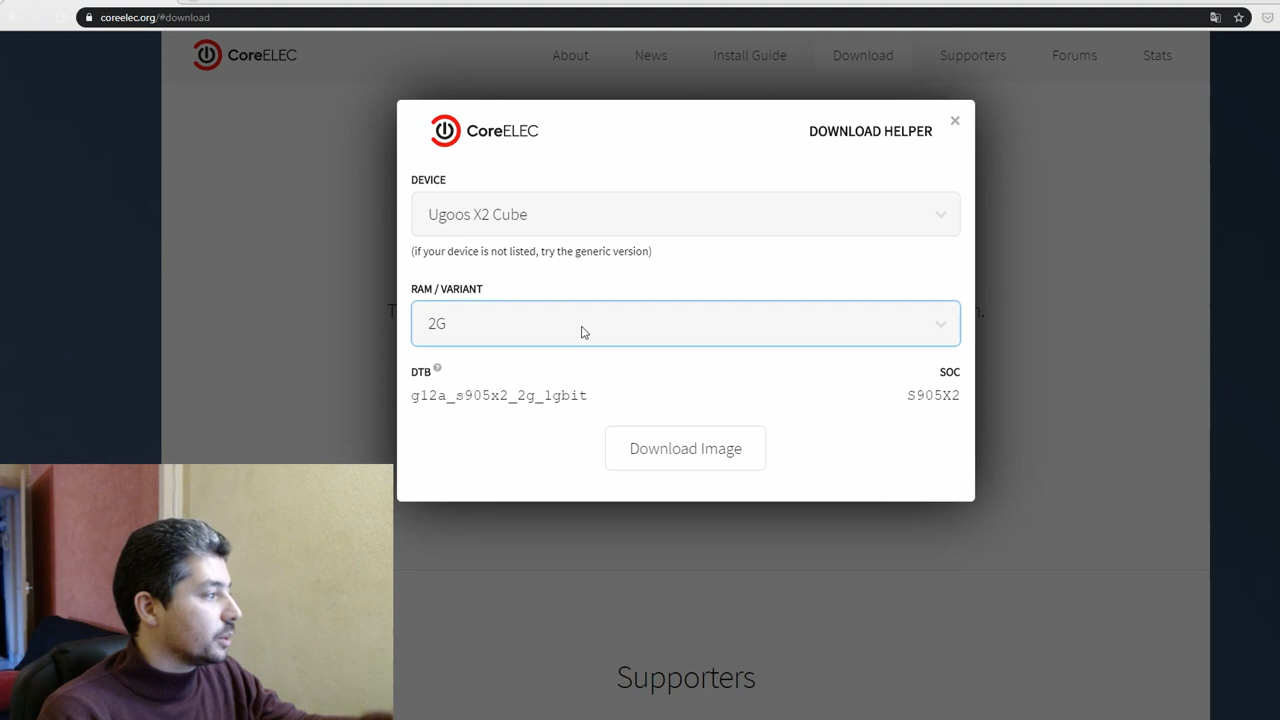 coreelec.org/#download
CoreELEC
About
News
Install Guide
Download
Supporters
Forums
Stats
CoreELEC
DOWNLOAD HELPER
×
DEVICE
Ugoos X2 Cube
(if your device is not listed, try the generic version)
RAM / VARIANT
2G
DTB ?
SOC
g12a_s905x2_2g_1gbit
S905X2
Download Image
Supporters